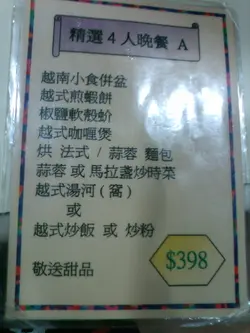 精選 4 人晚餐 A
越南小食併盆
越式煎蝦餅
椒鹽軟殼蚧
越式咖喱煲
烘 法式 / 蒜蓉 麵包
蒜蓉 或 馬拉盞炒時菜
越式湯河 ( 窩 )
或
越式炒飯 或 炒粉
$398
敬送甜品